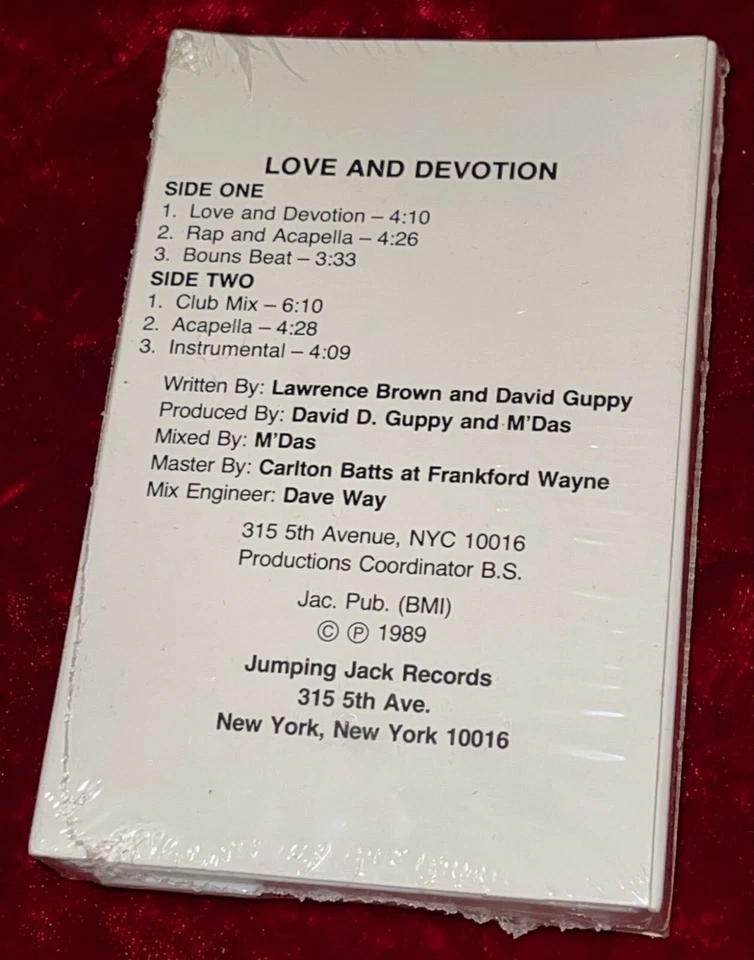 LOVE AND DEVOTION
SIDE ONE
1. Love and Devotion – 4:10
2. Rap and Acapella – 4:26
3. Bouns Beat – 3:33
SIDE TWO
1. Club Mix – 6:10
2. Acapella – 4:28
3. Instrumental – 4:09
Written By: Lawrence Brown and David Guppy
Produced By: David D. Guppy and M'Das
Mixed By: M'Das
Master By: Carlton Batts at Frankford Wayne
Mix Engineer: Dave Way
315 5th Avenue, NYC 10016
Productions Coordinator B.S.
Jac. Pub. (BMI)
© ℗ 1989
Jumping Jack Records
315 5th Ave.
New York, New York 10016